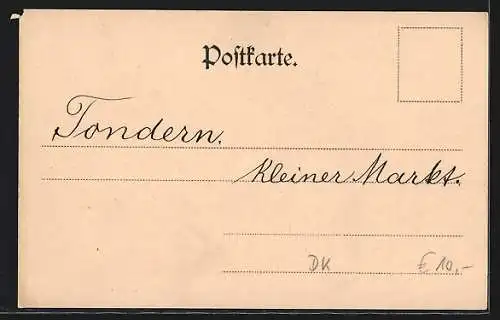 Postkarte.
Tondern.
Kleiner Markt.
DK € 10,-